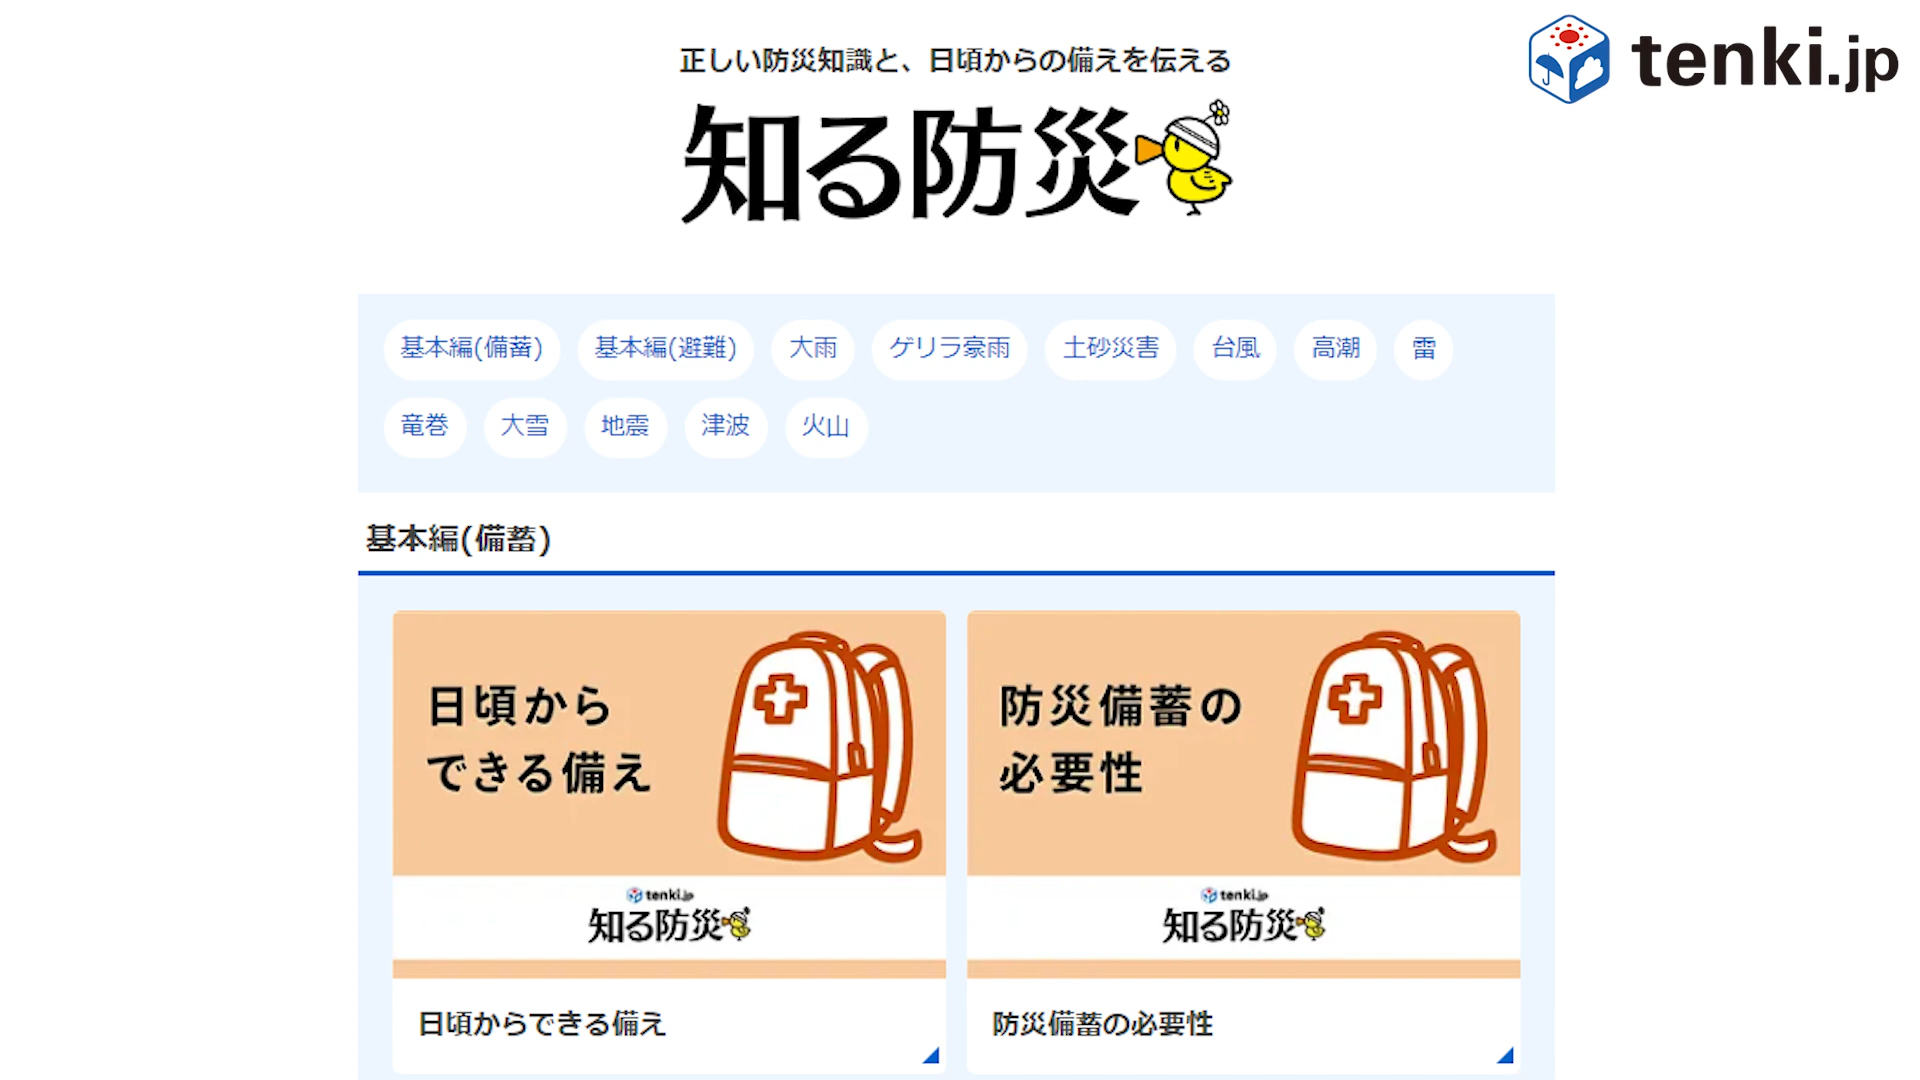 正しい防災知識と、日頃からの備えを伝える
tenki.jp
知る防災
基本編(備蓄) 基本編(避難) 大雨 ゲリラ豪雨 土砂災害 台風 高潮 雷
竜巻 大雪 地震 津波 火山
基本編(備蓄)
日頃から
できる備え
tenki.jp
知る防災
日頃からできる備え
防災備蓄の
必要性
tenki.jp
知る防災
防災備蓄の必要性